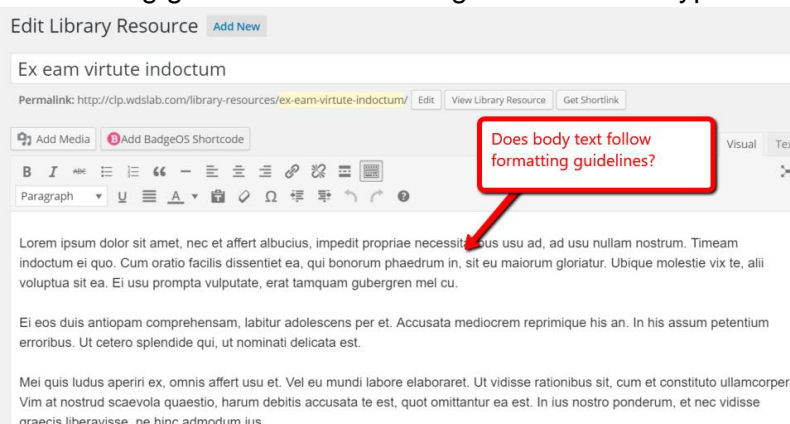 Edit Library Resource Add New
Ex eam virtute indoctum
Permalink: http://clp.wdslab.com/library-resources/ex-eam-virtute-indoctum/ Edit View Library Resource Get Shortlink
Add Media Add BadgeOS Shortcode
Does body text follow
formatting guidelines?
Visual
B I ABC
Paragraph U A Ω
Lorem ipsum dolor sit amet, nec et affert albucius, impedit propriae usu ad, ad usu nullam nostrum. Timeam
indoctum ei quo. Cum oratio facilis dissentiet ea, qui bonorum phaedrum in, sit eu maiorum gloriatur. Ubique molestie vix te, alii
voluptua sit ea. Ei usu prompta vulputate, erat tamquam gubergren mel cu.
Ei eos duis antiopam comprehensam, labitur adolescens per et. Accusata mediocrem reprimique his an. In his assum petentium
erroribus. Ut cetero splendide qui, ut nominati delicata est.
Mei quis ludus aperiri ex, omnis affert usu et. Vel eu mundi labore elaboraret. Ut vidisse rationibus sit, cum et constituto ullamcorper.
Vim at nostrud scaevola quaestio, harum debitis accusata te est, quot omittantur ea est. In ius nostro ponderum, et nec vidisse
graecis liberavisse, ne hinc admodum ius.